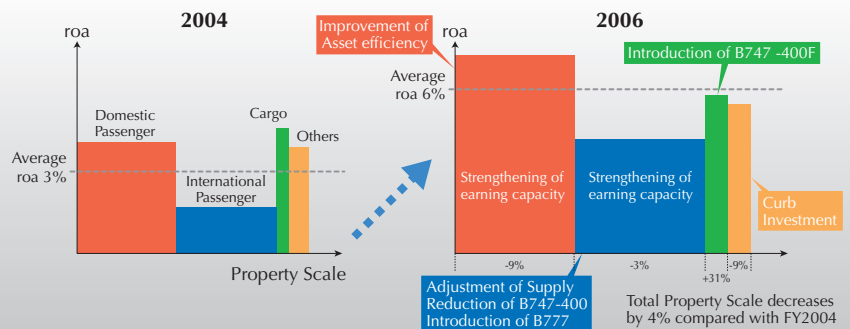 2004
roa
Domestic
Passenger
Cargo
Others
Average
roa 3%
International
Passenger
Property Scale
2006
Improvement of
Asset efficiency
roa
Average
roa 6%
Introduction of B747 -400F
Strengthening of
earning capacity
Strengthening of
earning capacity
Curb
Investment
-9%
-3%
+31%
-9%
Adjustment of Supply
Reduction of B747-400
Introduction of B777
Total Property Scale decreases
by 4% compared with FY2004